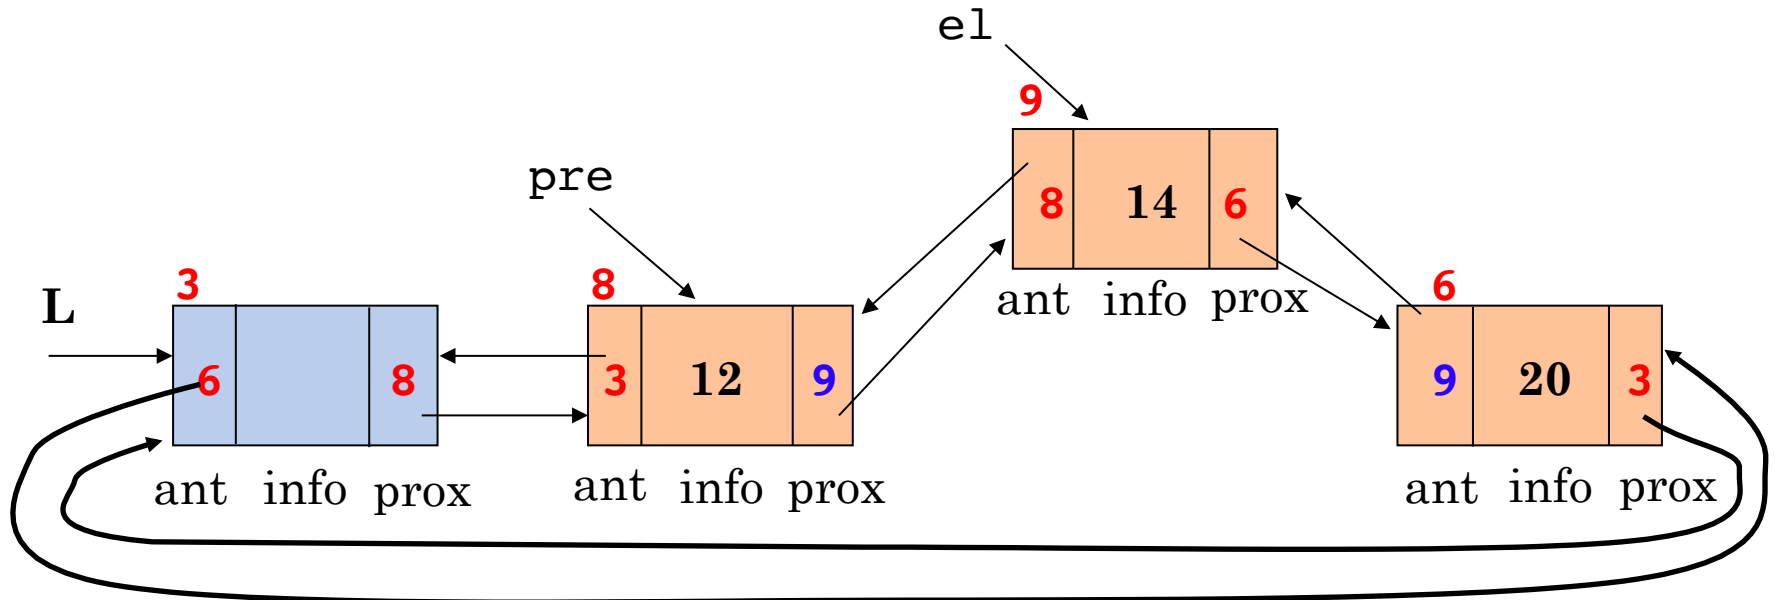 el
9
pre
8 14 6
L
3
8
ant info prox
6
6 8
3 12 9
9 20 3
ant info prox
ant info prox
ant info prox